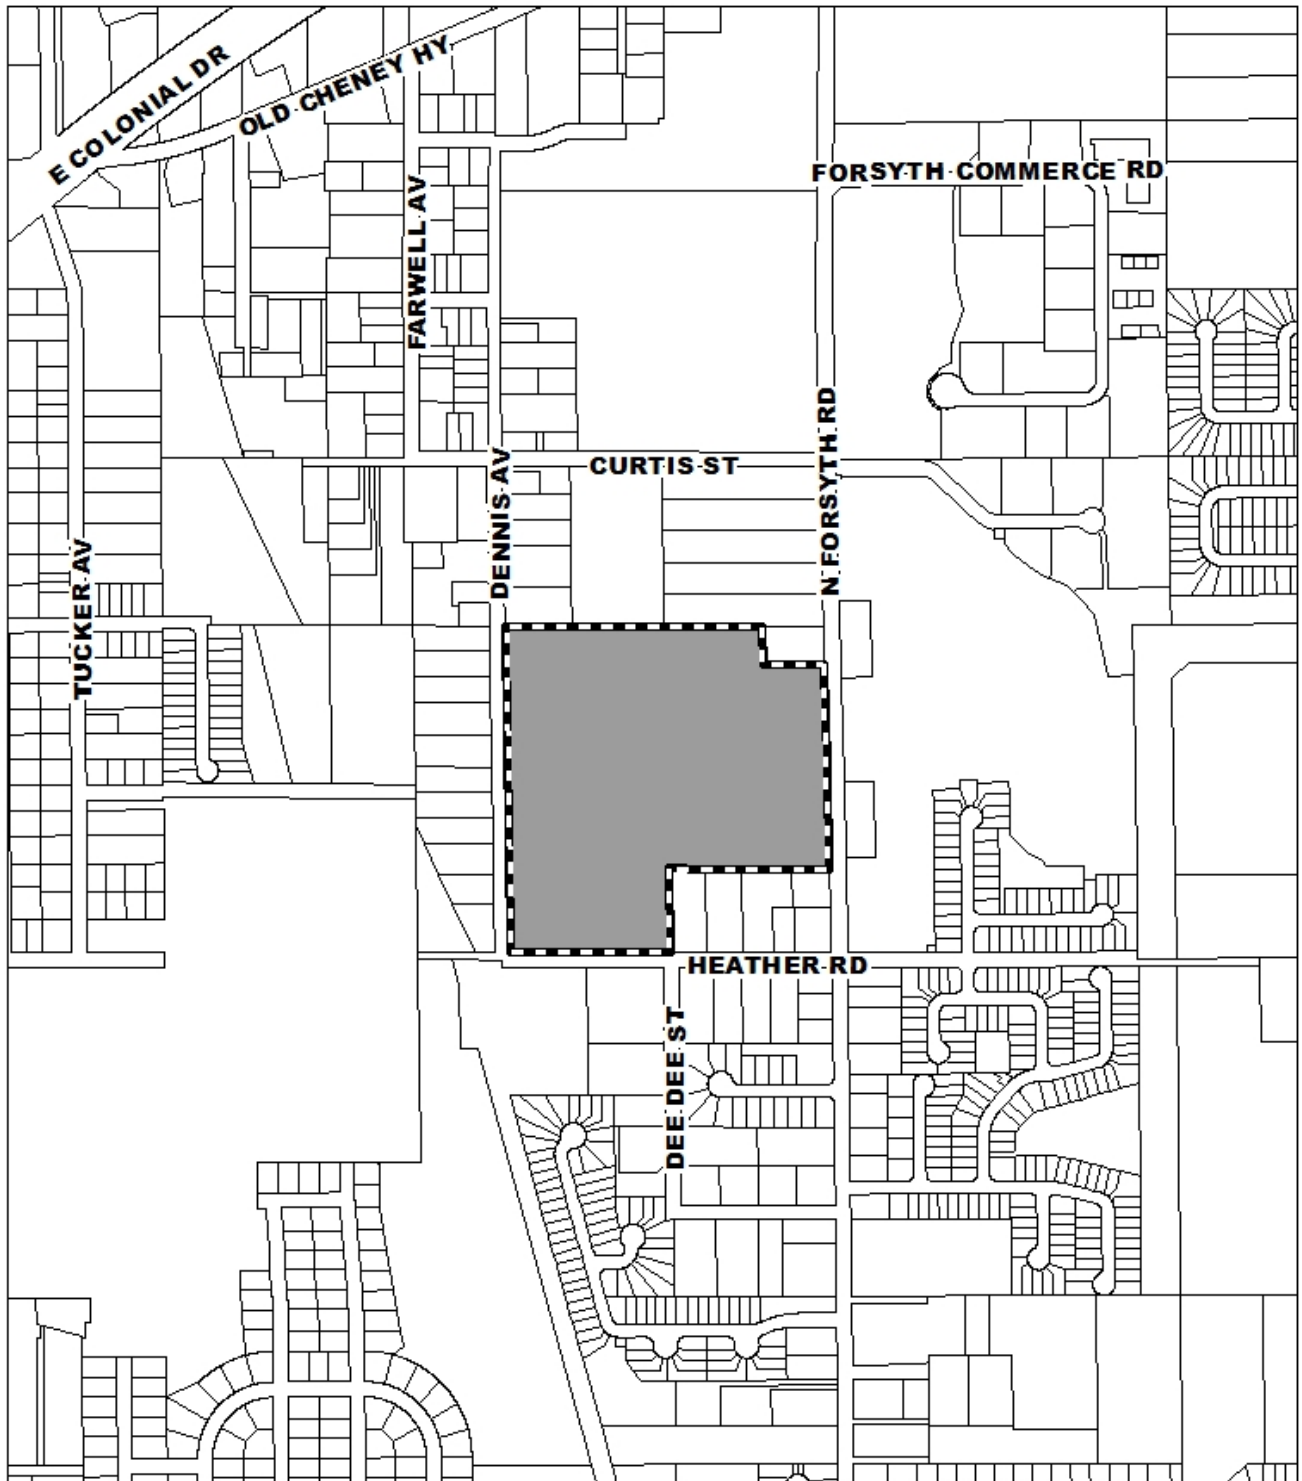 E COLONIAL DR
OLD CHENEY HY
FORSYTH COMMERCE RD
FARWELL AV
CURTIS ST
DENNIS AV
N FORSYTH RD
TUCKER AV
HEATHER RD
DEE DEE ST